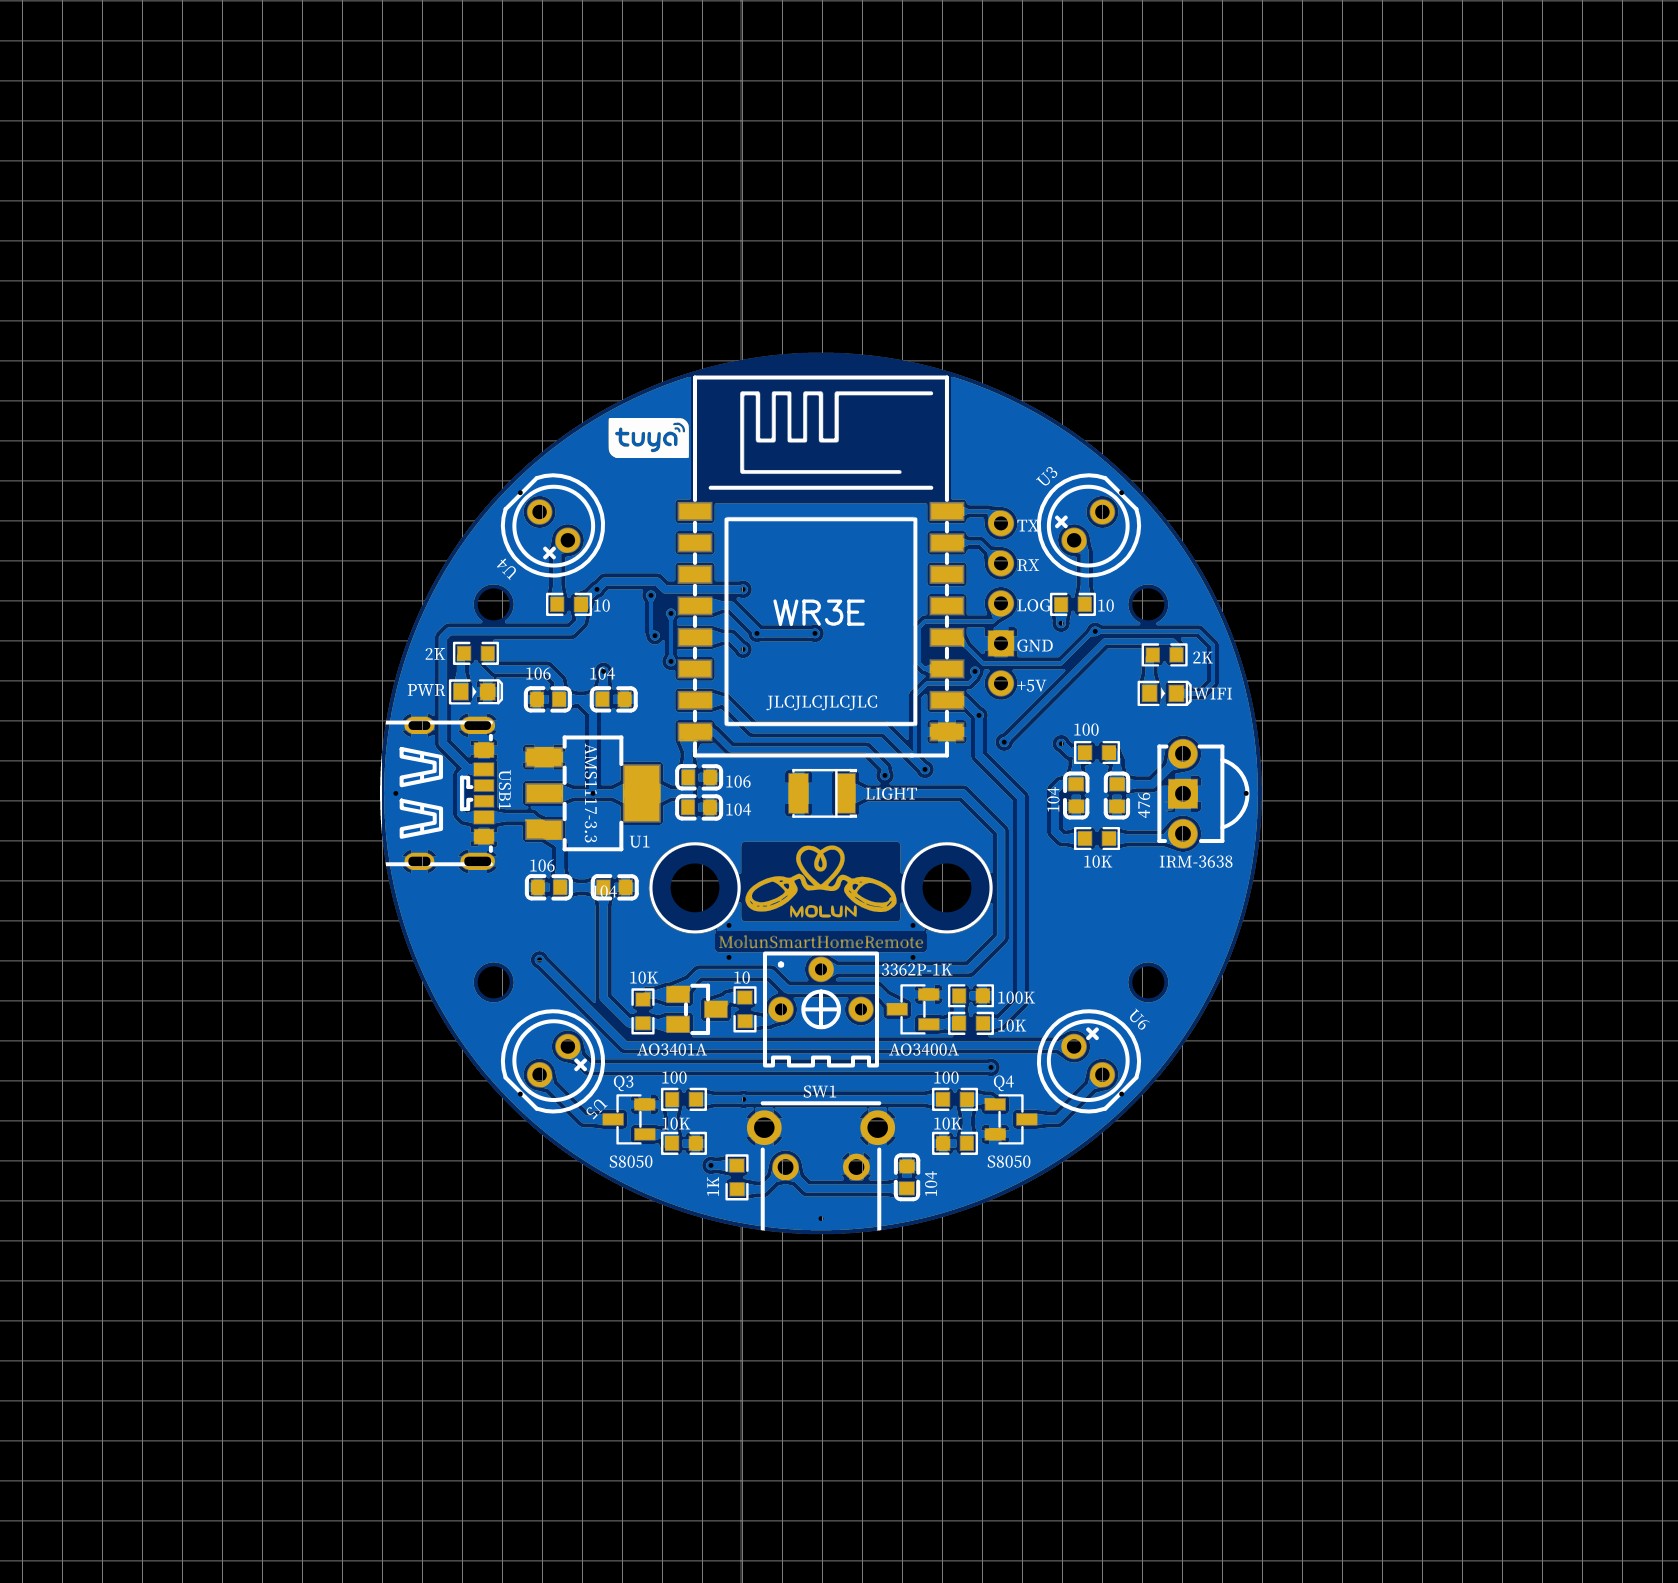 tuya
U3
U4
TX
RX
LOG
GND
+5V
10
10
WR3E
2K
2K
PWR
WIFI
106
104
JLCJLCJLCJLC
100
USB1
AMS1117-3.3
106
104
LIGHT
104
476
U1
10K
IRM-3638
106
104
MOLUN
MolunSmartHomeRemote
10K
10
3362P-1K
100K
10K
AO3401A
AO3400A
U6
U5
Q3
100
SW1
100
Q4
10K
10K
S8050
S8050
1K
104